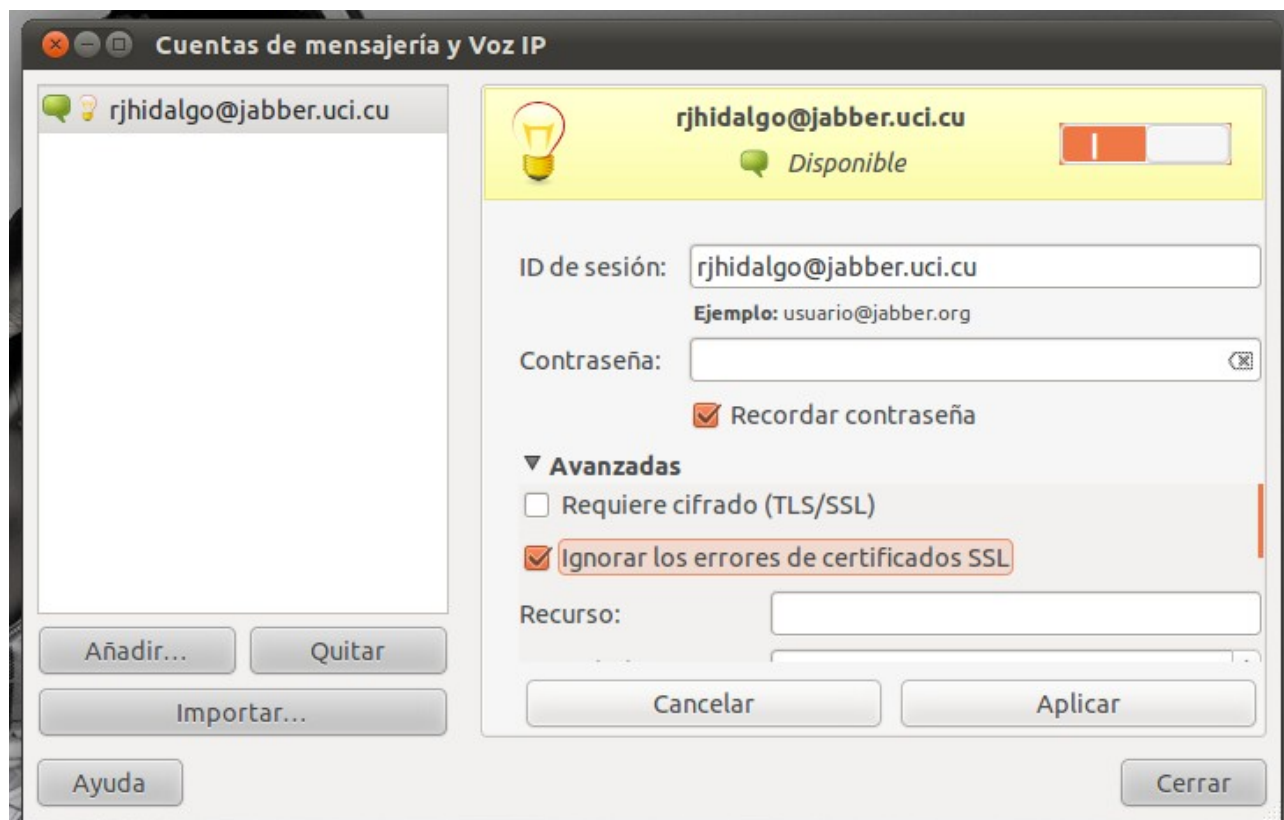 Cuentas de mensajería y Voz IP
rjhidalgo@jabber.uci.cu
rjhidalgo@jabber.uci.cu
Disponible
ID de sesión: rjhidalgo@jabber.uci.cu
Ejemplo: usuario@jabber.org
Contraseña:
Recordar contraseña
Avanzadas
Requiere cifrado (TLS/SSL)
Ignorar los errores de certificados SSL
Recurso:
Añadir... Quitar
Importar...
Cancelar Aplicar
Ayuda
Cerrar